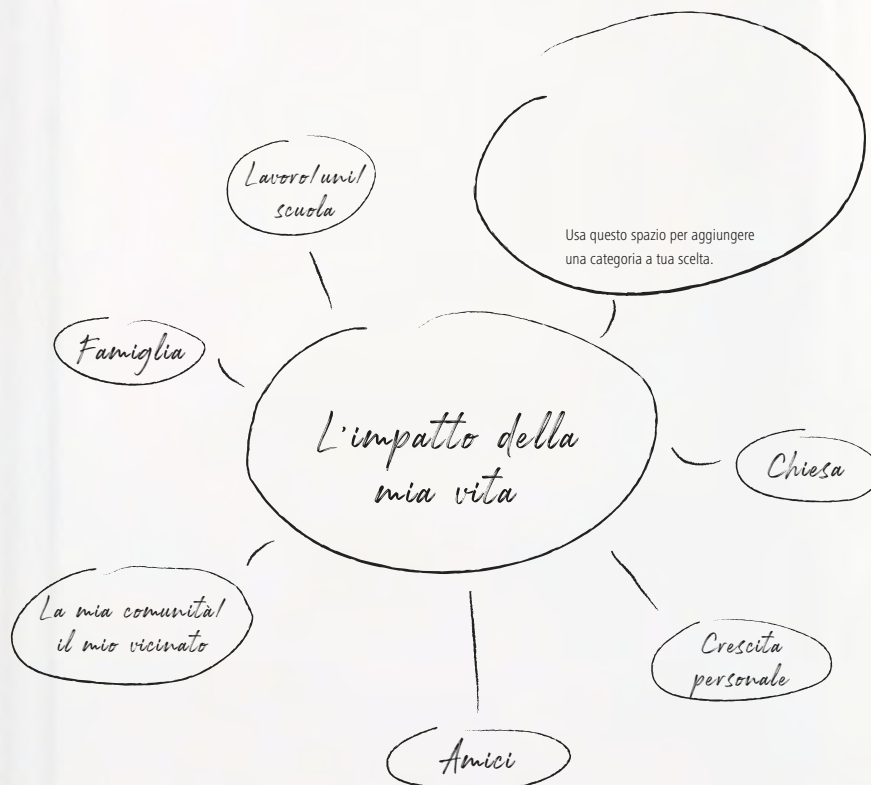 Lavoro/uni/
scuola
Usa questo spazio per aggiungere
una categoria a tua scelta.
Famiglia
L'impatto della
mia vita
Chiesa
La mia comunità/
il mio vicinato
Crescita
personale
Amici